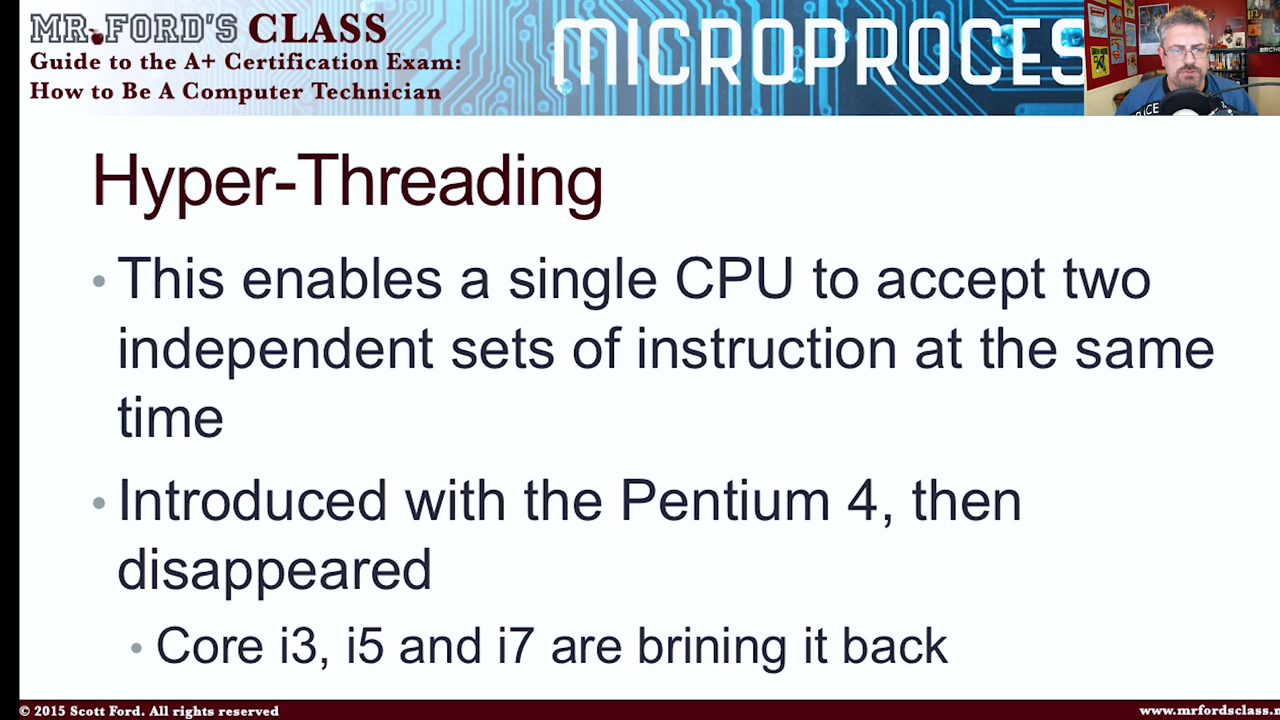 MR.FORD'S CLASS
Guide to the A+ Certification Exam:
How to Be A Computer Technician
MICROPROCES
Hyper-Threading
• This enables a single CPU to accept two
independent sets of instruction at the same
time
• Introduced with the Pentium 4, then
disappeared
• Core i3, i5 and i7 are brining it back
© 2015 Scott Ford. All rights reserved
www.mrfordsclass.n